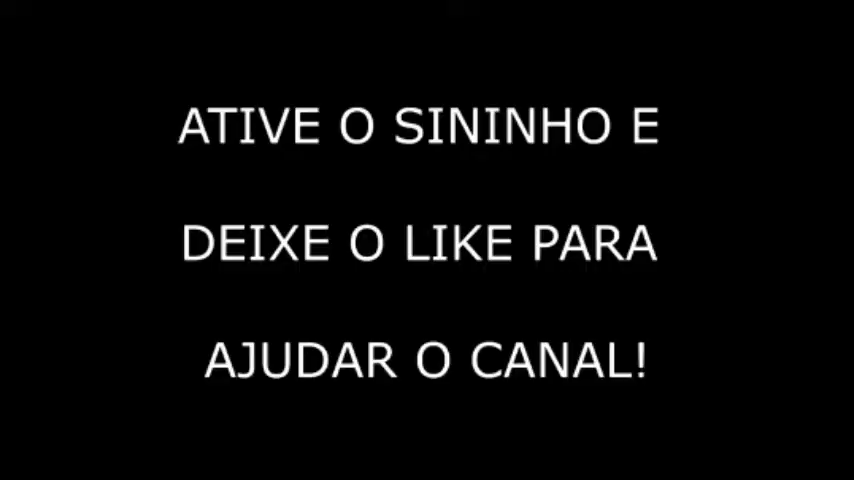 ATIVE O SININHO E
DEIXE O LIKE PARA
AJUDAR O CANAL!